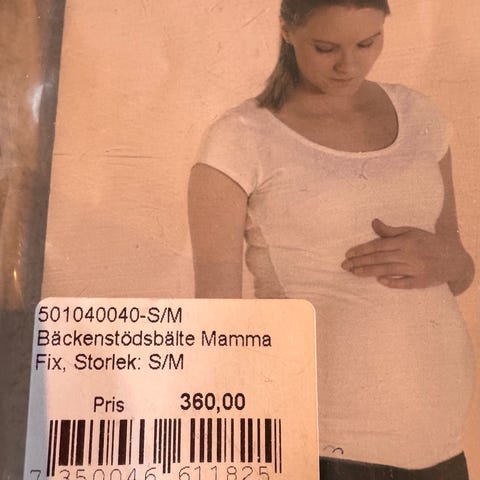 501040040-S/M
Bäckenstödsbälte Mamma
Fix, Storlek: S/M
Pris 360,00
7 350046 611825